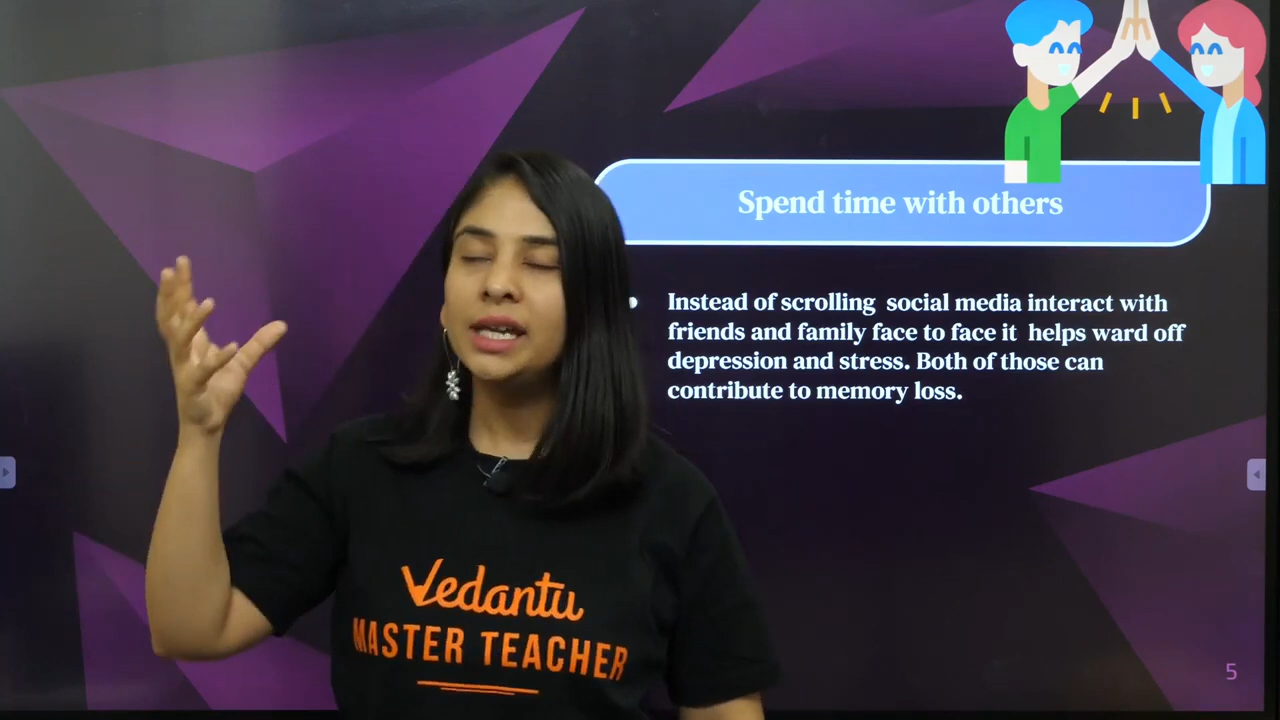 Spend time with others
Instead of scrolling social media interact with
friends and family face to face it helps ward off
depression and stress. Both of those can
contribute to memory loss.
Vedantu
MASTER TEACHER
5